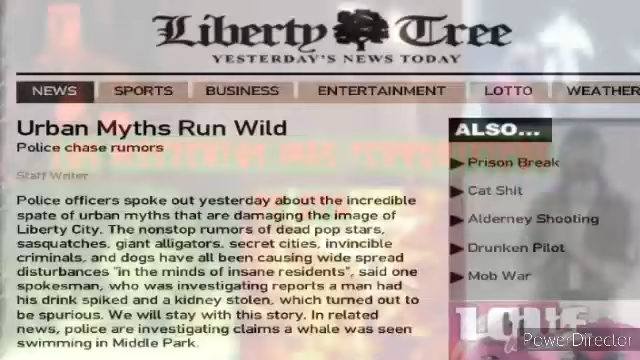 Liberty Tree
YESTERDAY'S NEWS TODAY
NEWS SPORTS BUSINESS ENTERTAINMENT LOTTO WEATHER
Urban Myths Run Wild
Police chase rumors
Staff Writer
Police officers spoke out yesterday about the incredible
spate of urban myths that are damaging the image of
Liberty City. The nonstop rumors of dead pop stars,
sasquatches, giant alligators, secret cities, invincible
criminals, and dogs have all been causing wide spread
disturbances "in the minds of insane residents", said one
spokesman, who was investigating reports a man had
his drink spiked and a kidney stolen, which turned out to
be spurious. We will stay with this story. In related
news, police are investigating claims a whale was seen
swimming in Middle Park.
ALSO...
Prison Break
Cat Shit
Alderney Shooting
Drunken Pilot
Mob War
PowerDirector